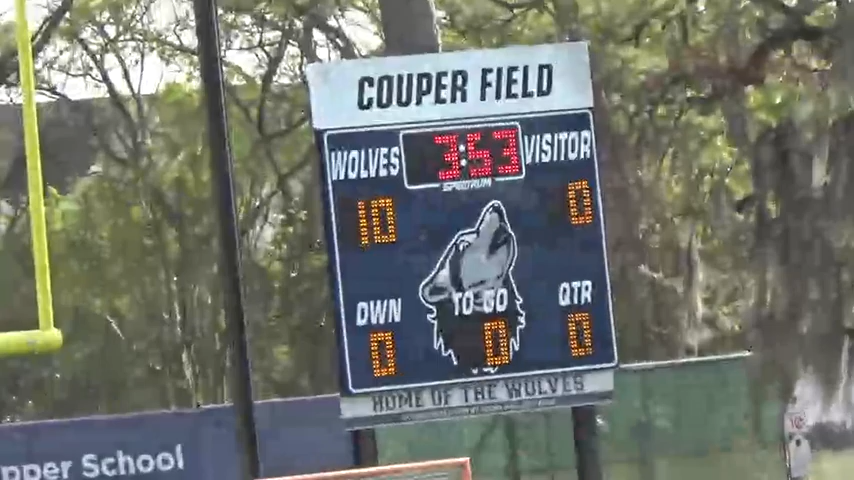 COUPER FIELD
WOLVES 3:53 VISITOR
SPECTRUM
10 0
DWN TO GO QTR
0 0 0
HOME OF THE WOLVES
pper School